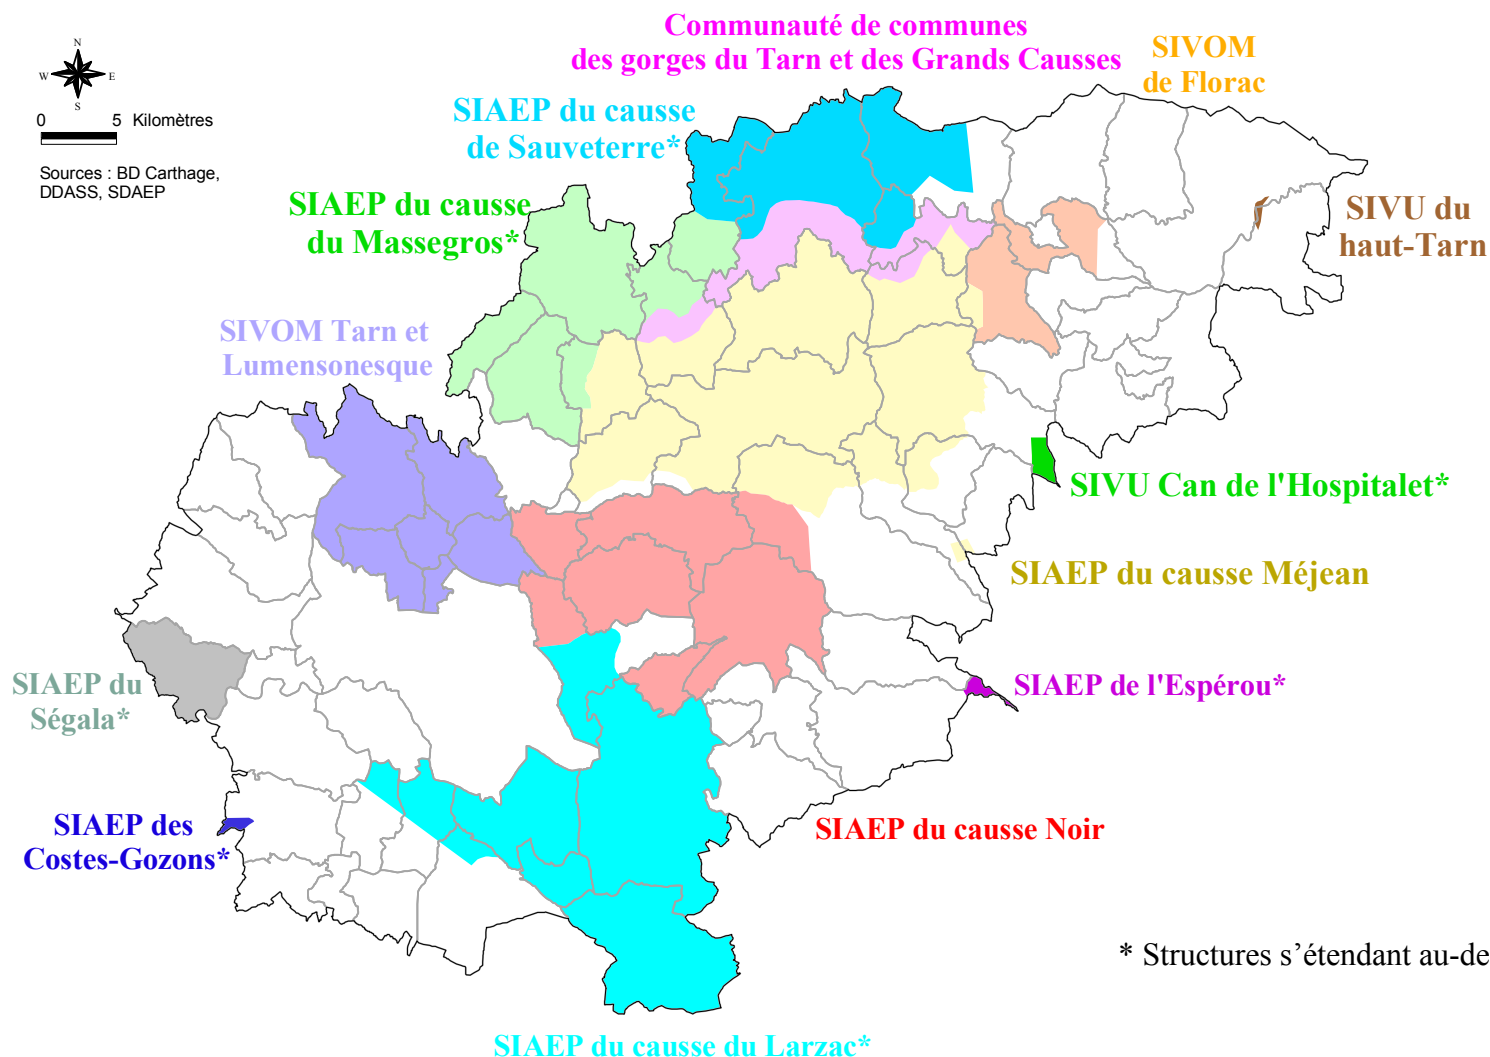 Communauté de communes
des gorges du Tarn et des Grands Causses
SIVOM
de Florac
N
W E
S
0 5 Kilomètres
Sources : BD Carthage,
DDASS, SDAEP
SIAEP du causse
de Sauveterre*
SIAEP du causse
du Massegros*
SIVU du
haut-Tarn
SIVOM Tarn et
Lumensonesque
SIVU Can de l'Hospitalet*
SIAEP du causse Méjean
SIAEP du
Ségala*
SIAEP de l'Espérou*
SIAEP des
Costes-Gozons*
SIAEP du causse Noir
* Structures s’étendant au-de
SIAEP du causse du Larzac*